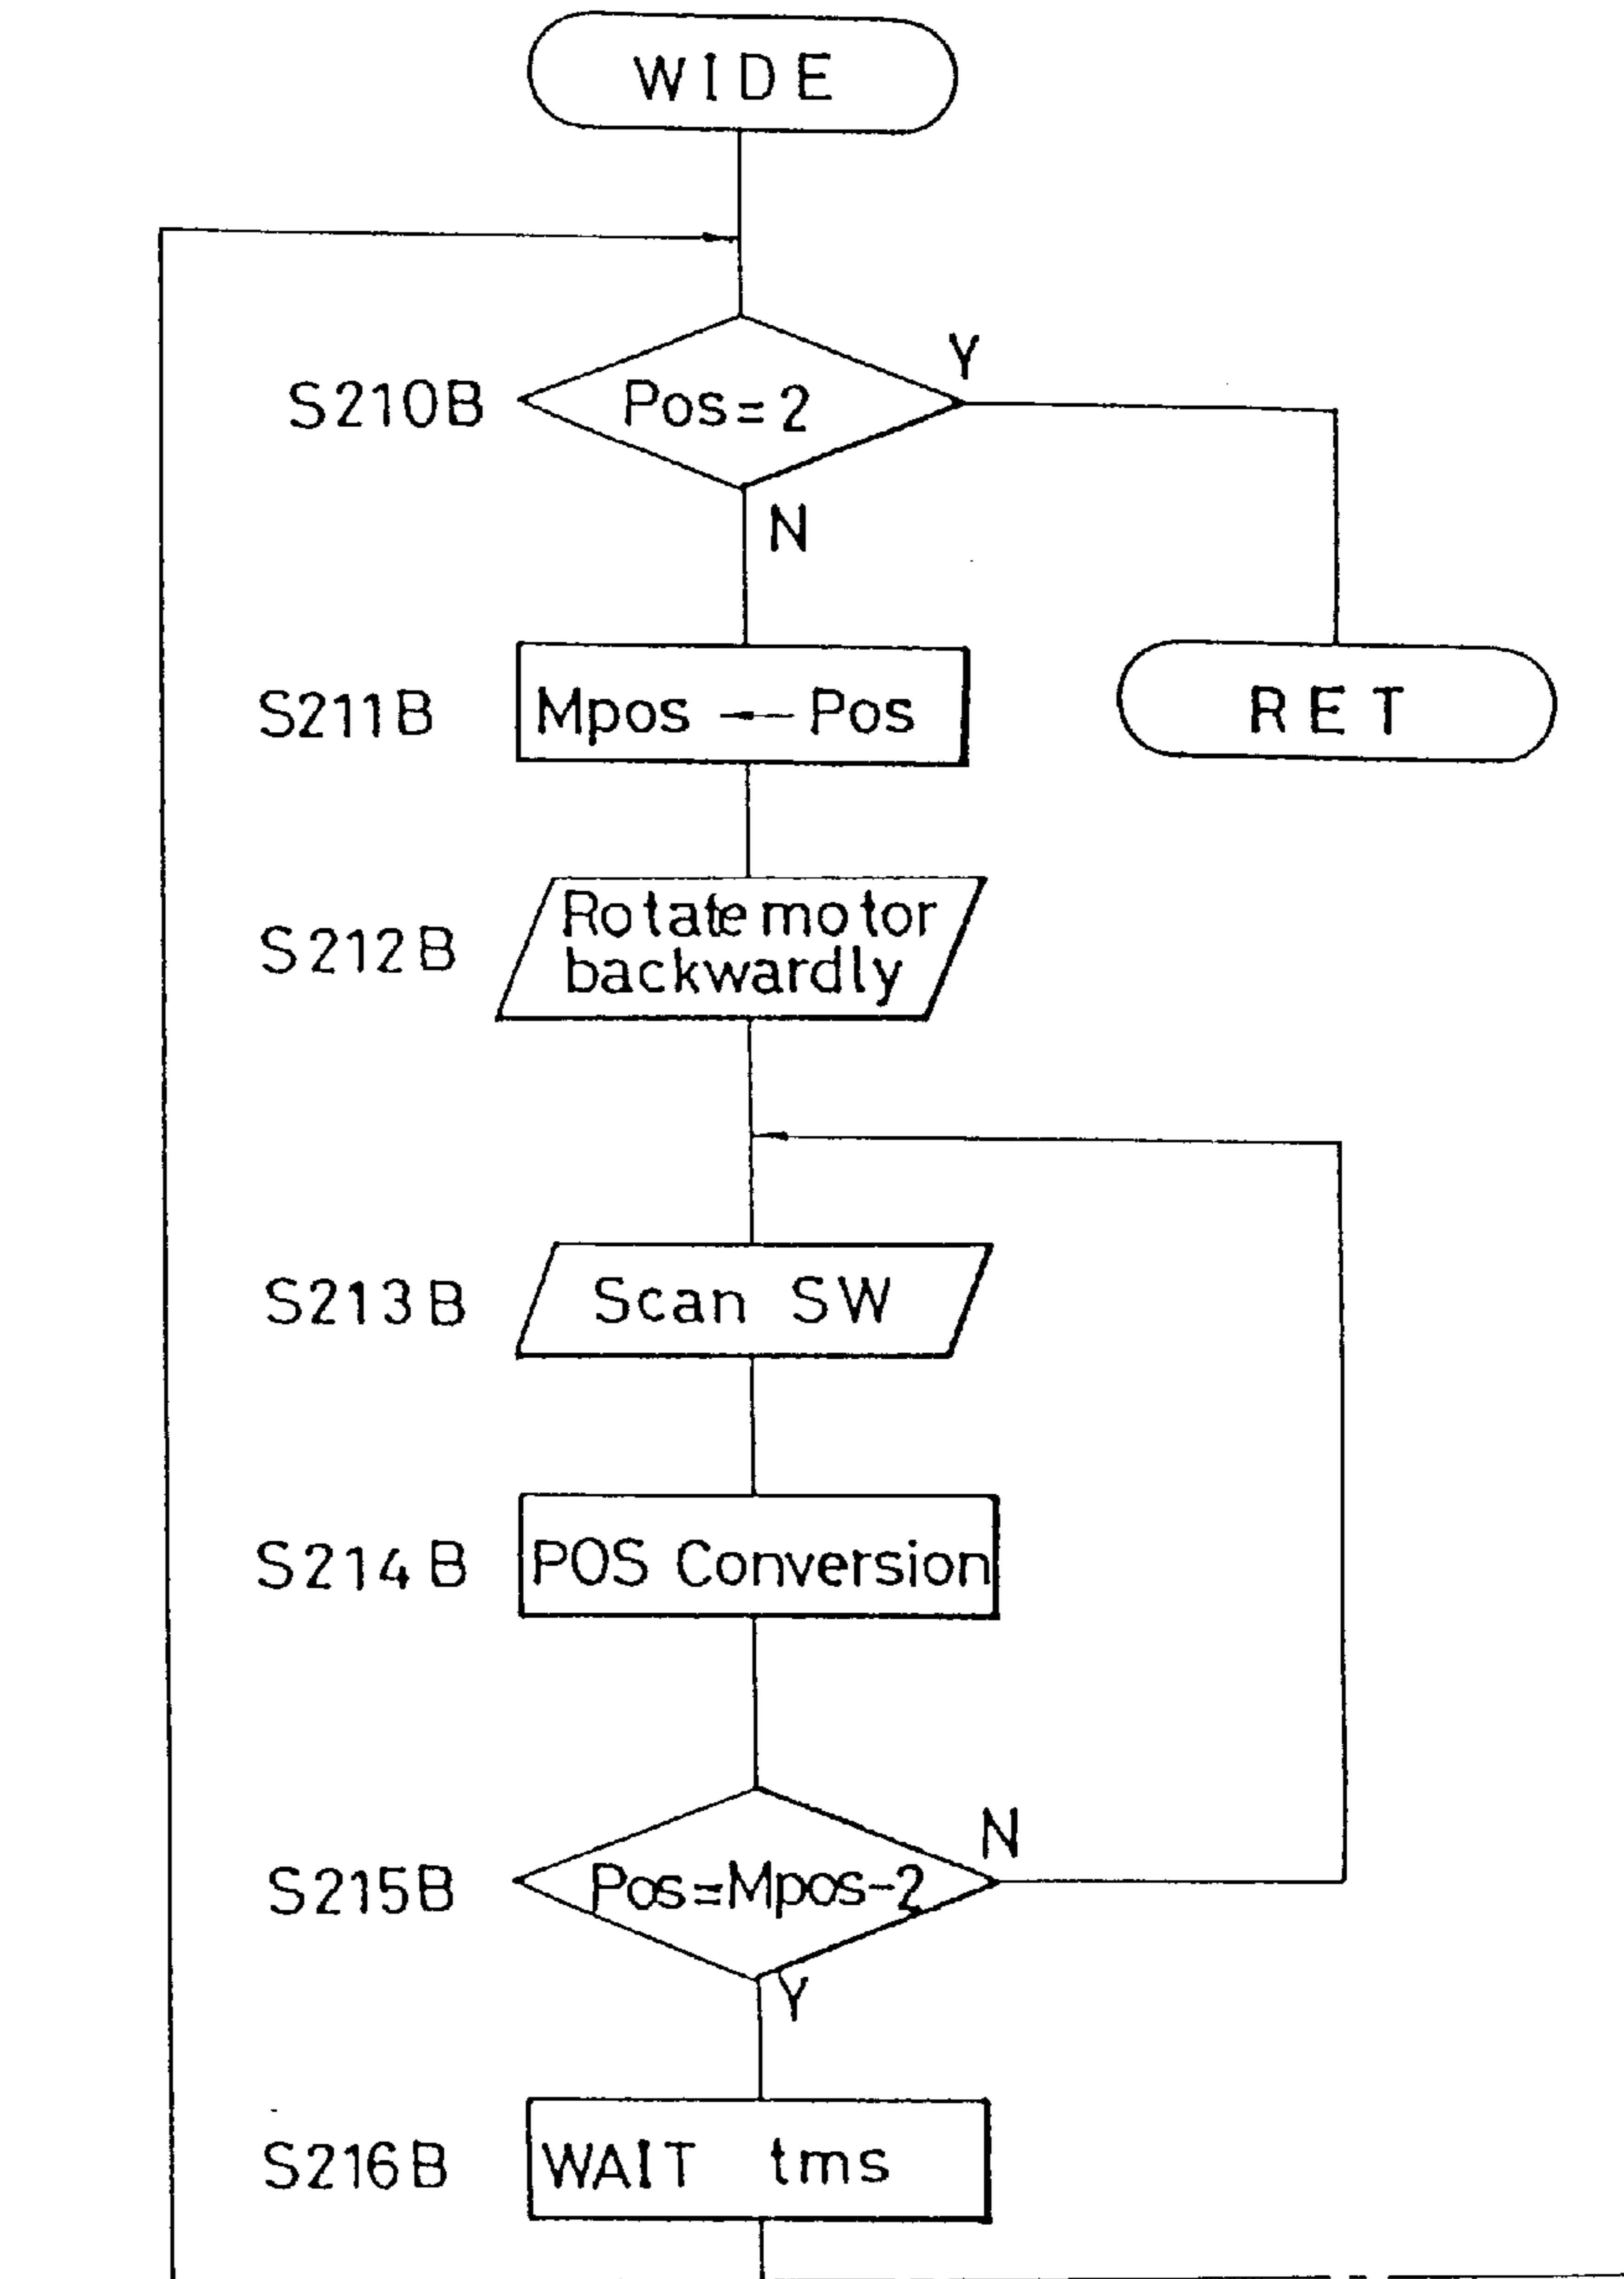 WIDE
S210B
Pos=2
Y
N
S211B
Mpos ← Pos
RET
S212B
Rotate motor
backwardly
S213B
Scan SW
S214B
POS Conversion
S215B
Pos=Mpos-2
N
Y
S216B
WAIT tms